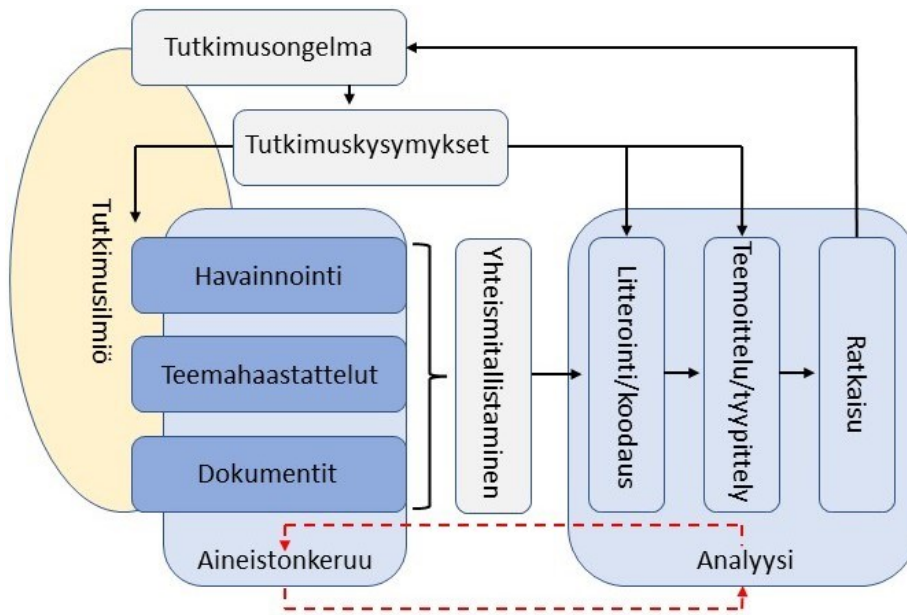 Tutkimusongelma
Tutkimuskysymykset
Tutkimusilmiö
Havainnointi
Teemahaastattelut
Dokumentit
Aineistonkeruu
Yhteismitallistaminen
Litterointi/koodaus
Teemoittelu/tyypittely
Ratkaisu
Analyysi